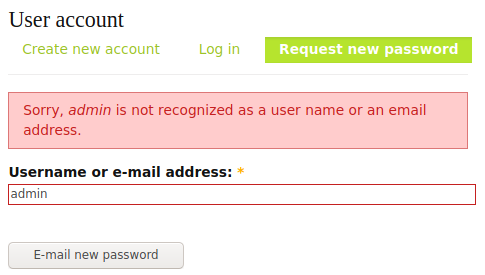 User account
Create new account Log in Request new password
Sorry, admin is not recognized as a user name or an email
address.
Username or e-mail address: *
admin
E-mail new password